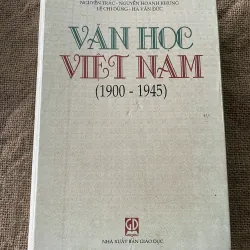 NGUYỄN TRÁC - NGUYỄN HOÀNH KHUNG
LÊ CHÍ DŨNG - HÀ VĂN ĐỨC
VĂN HỌC
VIỆT NAM
(1900 - 1945)
NHÀ XUẤT BẢN GIÁO DỤC